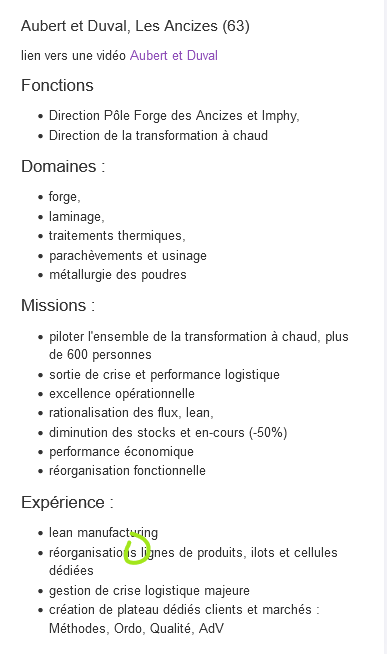 Aubert et Duval, Les Ancizes (63)
lien vers une vidéo Aubert et Duval
Fonctions
• Direction Pôle Forge des Ancizes et Imphy,
• Direction de la transformation à chaud
Domaines :
• forge,
• laminage,
• traitements thermiques,
• parachèvements et usinage
• métallurgie des poudres
Missions :
• piloter l'ensemble de la transformation à chaud, plus
de 600 personnes
• sortie de crise et performance logistique
• excellence opérationnelle
• rationalisation des flux, lean,
• diminution des stocks et en-cours (-50%)
• performance économique
• réorganisation fonctionnelle
Expérience :
• lean manufacturing
• réorganisation lignes de produits, ilots et cellules
dédiées
• gestion de crise logistique majeure
• création de plateau dédiés clients et marchés :
Méthodes, Ordo, Qualité, AdV